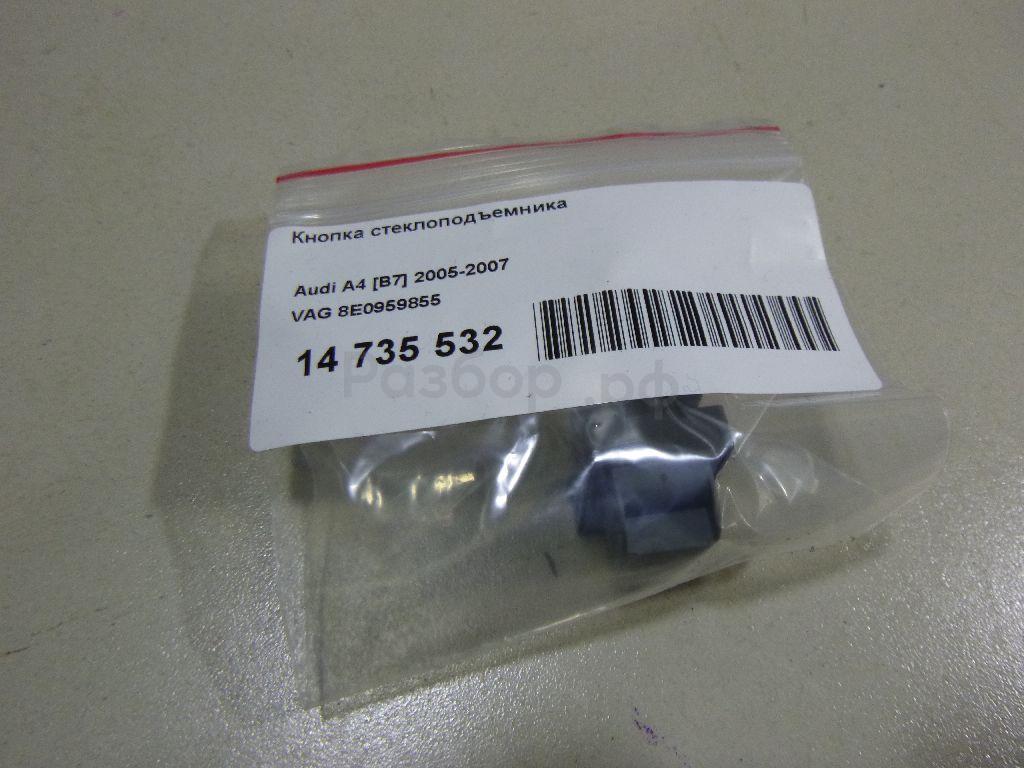 Кнопка стеклоподъемника
Audi A4 [B7] 2005-2007
VAG 8E0959855
14 735 532
Разбор.рф